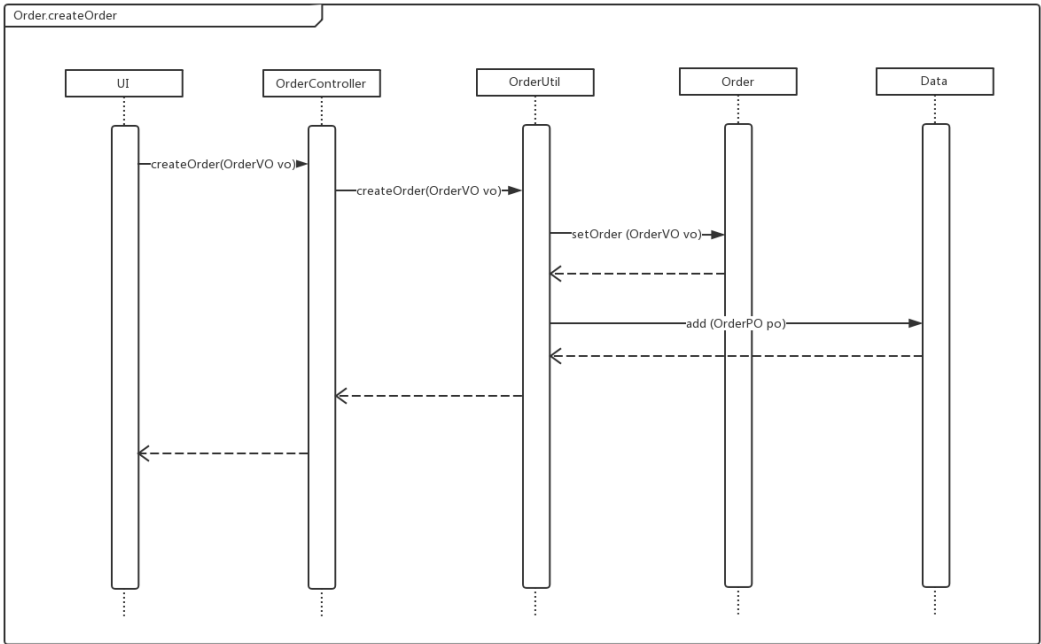 Order.createOrder
UI
OrderController
OrderUtil
Order
Data
createOrder(OrderVO vo)
createOrder(OrderVO vo)
setOrder (OrderVO vo)
add (OrderPO po)